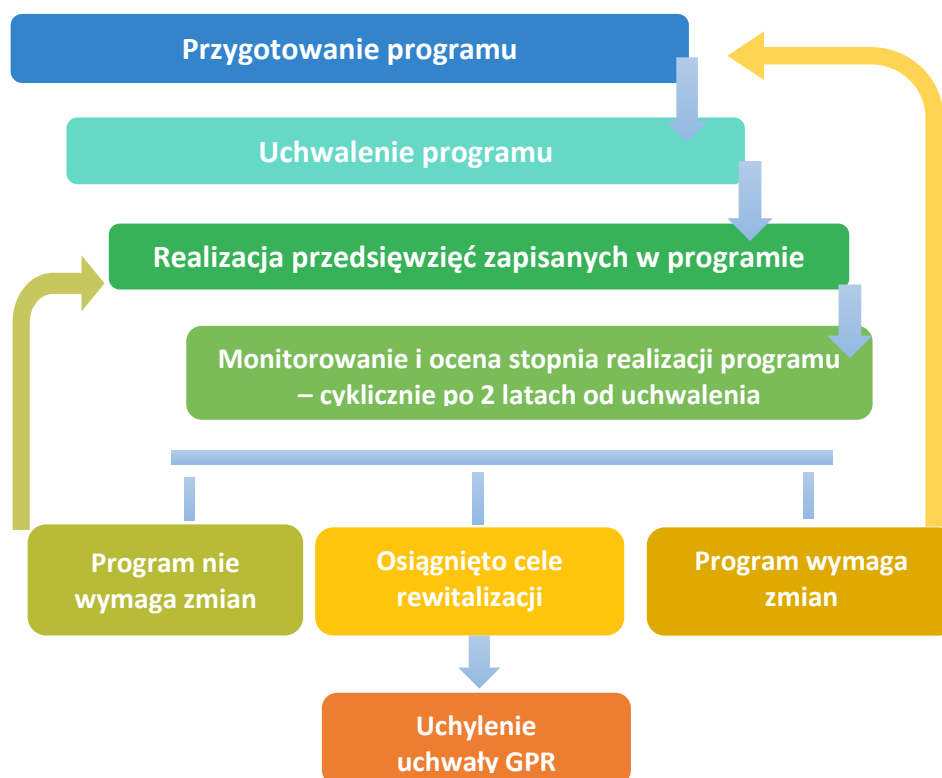 Przygotowanie programu
Uchwalenie programu
Realizacja przedsięwzięć zapisanych w programie
Monitorowanie i ocena stopnia realizacji programu
– cyklicznie po 2 latach od uchwalenia
Program nie
wymaga zmian
Osiągnięto cele
rewitalizacji
Program wymaga
zmian
Uchylenie
uchwały GPR